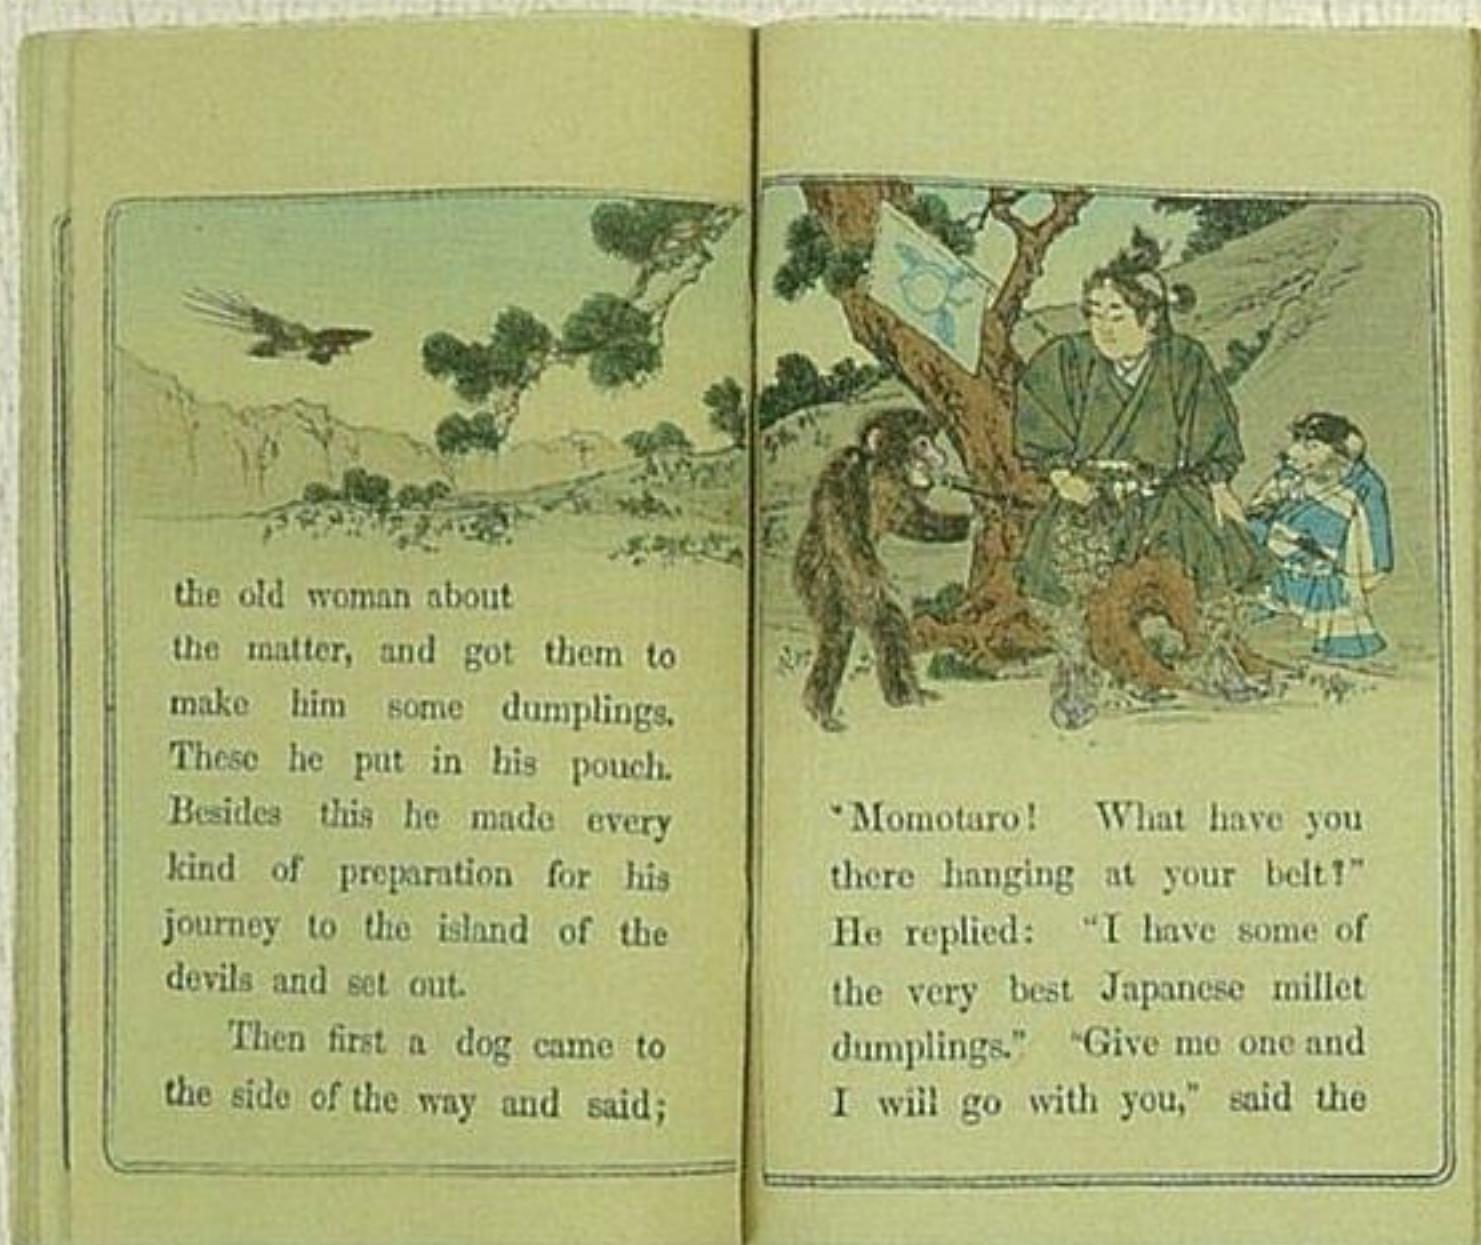 the old woman about
the matter, and got them to
make him some dumplings.
These he put in his pouch.
Besides this he made every
kind of preparation for his
journey to the island of the
devils and set out.
Then first a dog came to
the side of the way and said;
"Momotaro! What have you
there hanging at your belt?"
He replied: "I have some of
the very best Japanese millet
dumplings." "Give me one and
I will go with you," said the